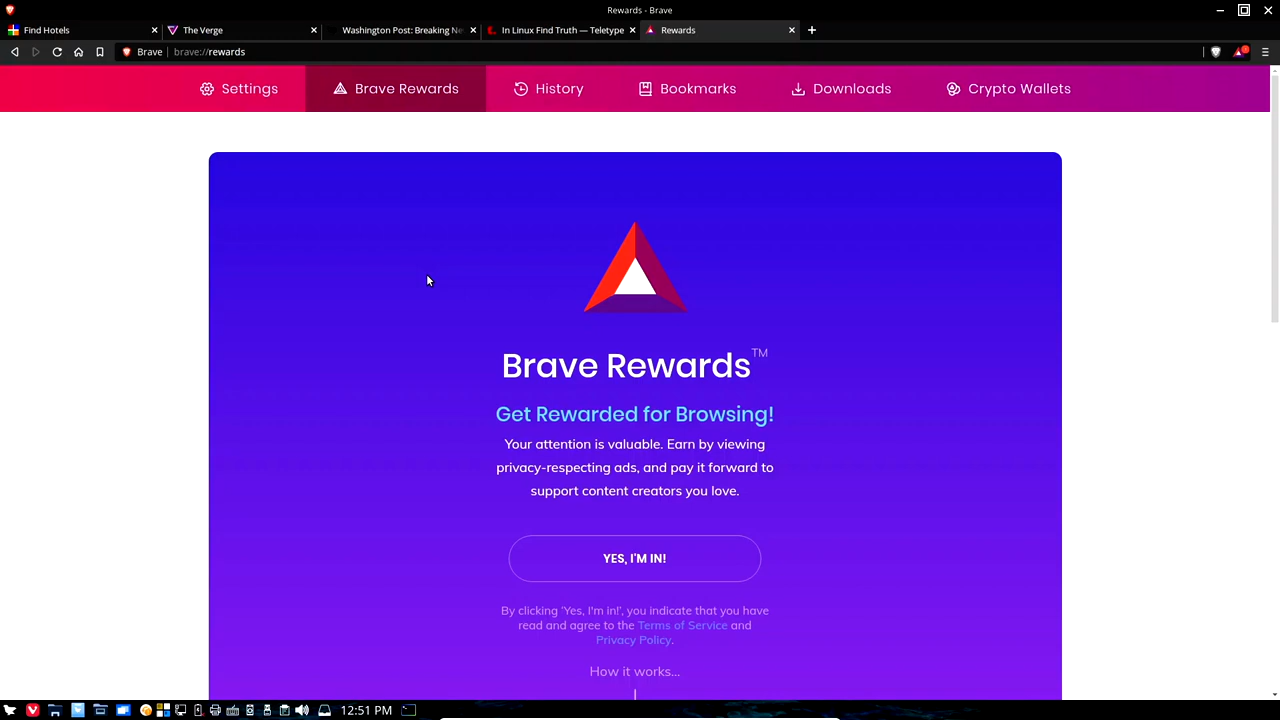 Rewards - Brave
Find Hotels
The Verge
Washington Post: Breaking Ne
In Linux Find Truth — Teletype
Rewards
Brave
brave://rewards
Settings
Brave Rewards
History
Bookmarks
Downloads
Crypto Wallets
Brave Rewards™
Get Rewarded for Browsing!
Your attention is valuable. Earn by viewing
privacy-respecting ads, and pay it forward to
support content creators you love.
YES, I'M IN!
By clicking 'Yes, I'm in!', you indicate that you have
read and agree to the Terms of Service and
Privacy Policy.
How it works...
12:51 PM